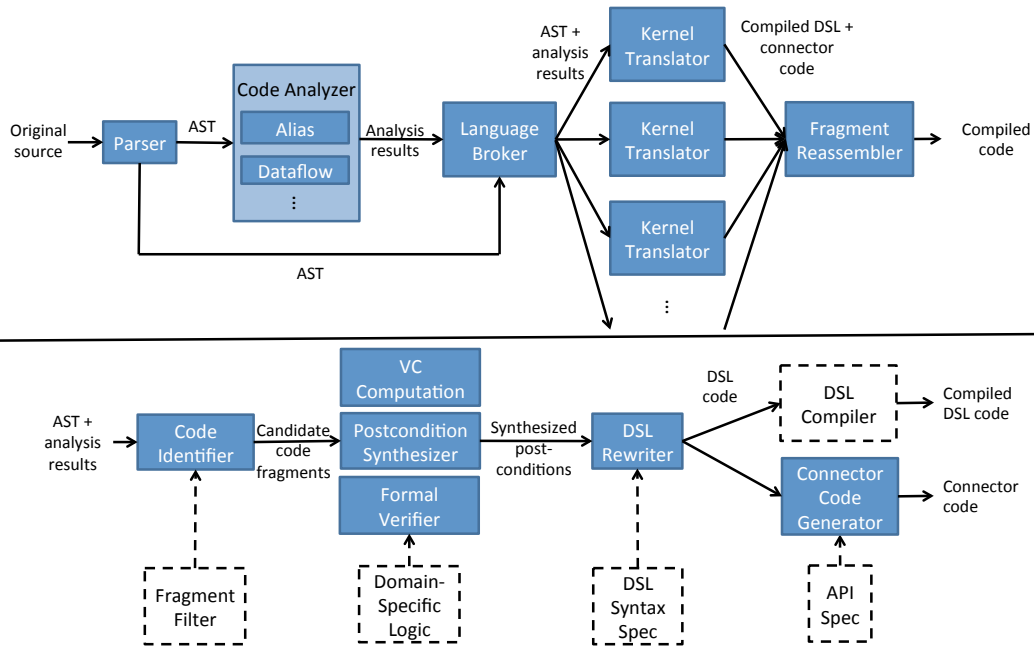 Original
source
Parser
AST
AST
Code Analyzer
Alias
Dataflow
...
Analysis
results
Language
Broker
AST +
analysis
results
Kernel
Translator
Kernel
Translator
Kernel
Translator
...
Compiled DSL +
connector
code
Fragment
Reassembler
Compiled
code
AST +
analysis
results
Code
Identifier
Fragment
Filter
Candidate
code
fragments
VC
Computation
Postcondition
Synthesizer
Formal
Verifier
Domain-
Specific
Logic
Synthesized
post-
conditions
DSL
Rewriter
DSL
Syntax
Spec
DSL
code
DSL
Compiler
Compiled
DSL code
Connector
Code
Generator
Connector
code
API
Spec